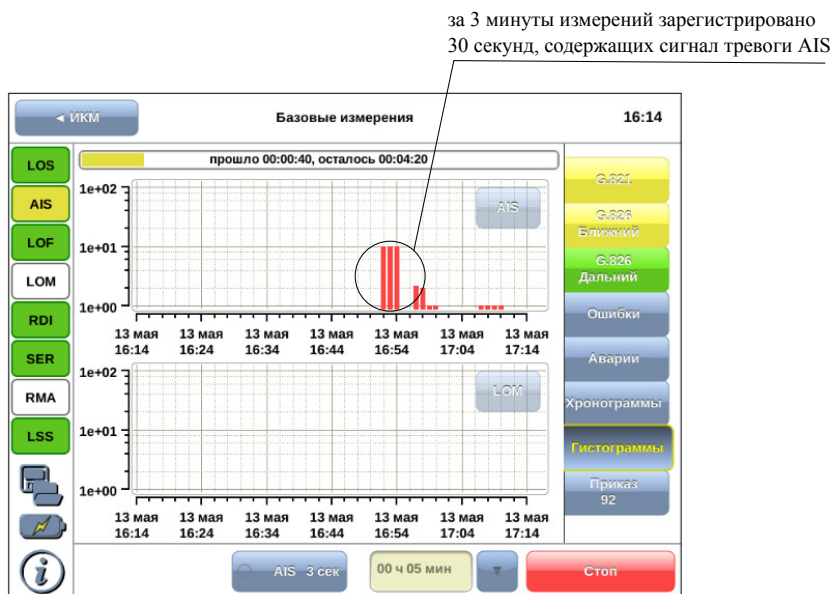 за 3 минуты измерений зарегистрировано
30 секунд, содержащих сигнал тревоги AIS
◄ ИКМ
Базовые измерения
16:14
LOS
AIS
LOF
LOM
RDI
SER
RMA
LSS
прошло 00:00:40, осталось 00:04:20
1e+02
1e+01
1e+00
AIS
13 мая 13 мая 13 мая 13 мая 13 мая 13 мая 13 мая
16:14 16:24 16:34 16:44 16:54 17:04 17:14
1e+02
1e+01
1e+00
LOM
13 мая 13 мая 13 мая 13 мая 13 мая 13 мая 13 мая
16:14 16:24 16:34 16:44 16:54 17:04 17:14
G.821
G.826
Ближний
G.826
Дальний
Ошибки
Аварии
Хронограммы
Гистограммы
Приказ
92
i
AIS 3 сек
00 ч 05 мин
▼
Стоп